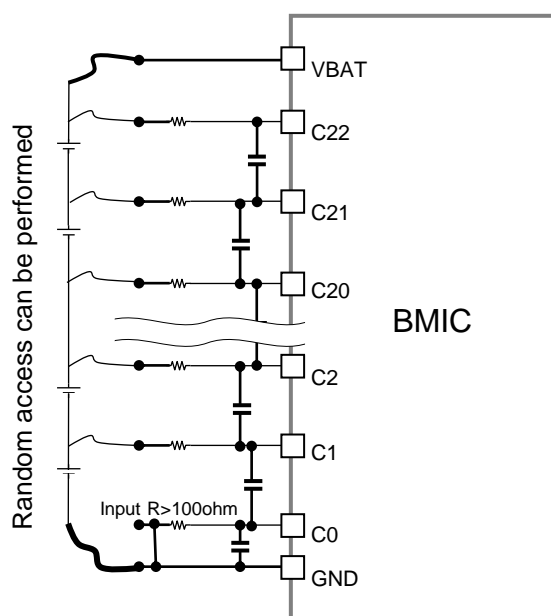 Random access can be performed
VBAT
C22
C21
C20
BMIC
C2
C1
Input R>100ohm
C0
GND